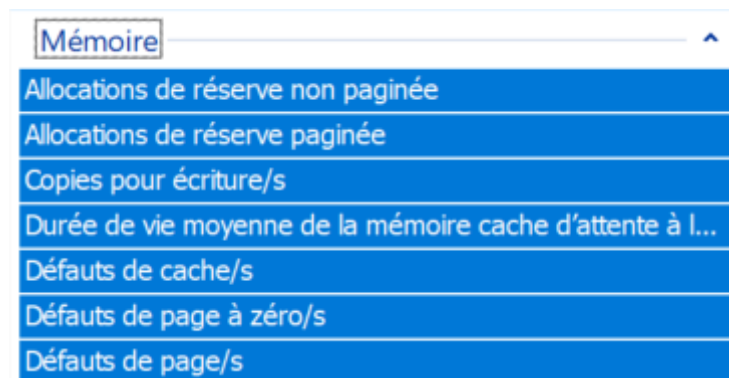 Mémoire
Allocations de réserve non paginée
Allocations de réserve paginée
Copies pour écriture/s
Durée de vie moyenne de la mémoire cache d'attente à l...
Défauts de cache/s
Défauts de page à zéro/s
Défauts de page/s